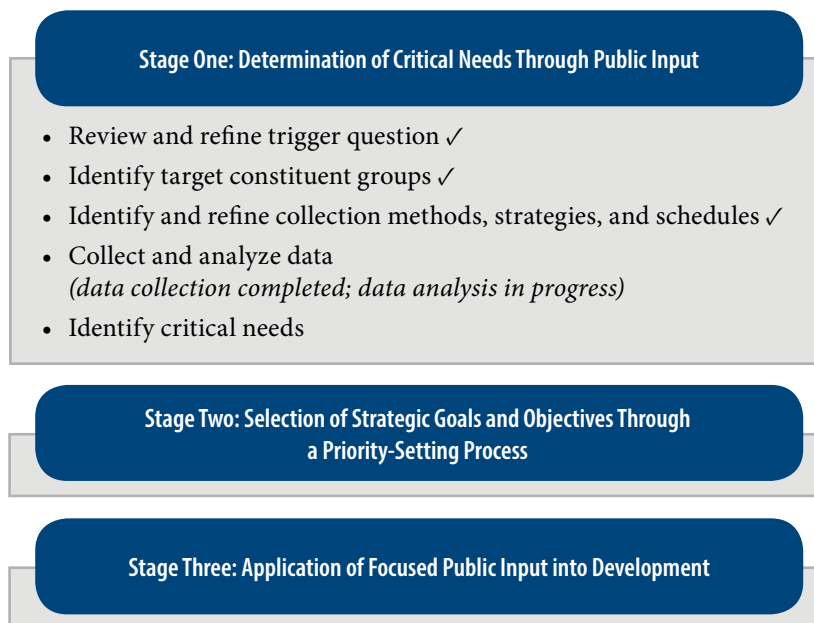 Stage One: Determination of Critical Needs Through Public Input
• Review and refine trigger question ✓
• Identify target constituent groups ✓
• Identify and refine collection methods, strategies, and schedules ✓
• Collect and analyze data
(data collection completed; data analysis in progress)
• Identify critical needs
Stage Two: Selection of Strategic Goals and Objectives Through
a Priority-Setting Process
Stage Three: Application of Focused Public Input into Development